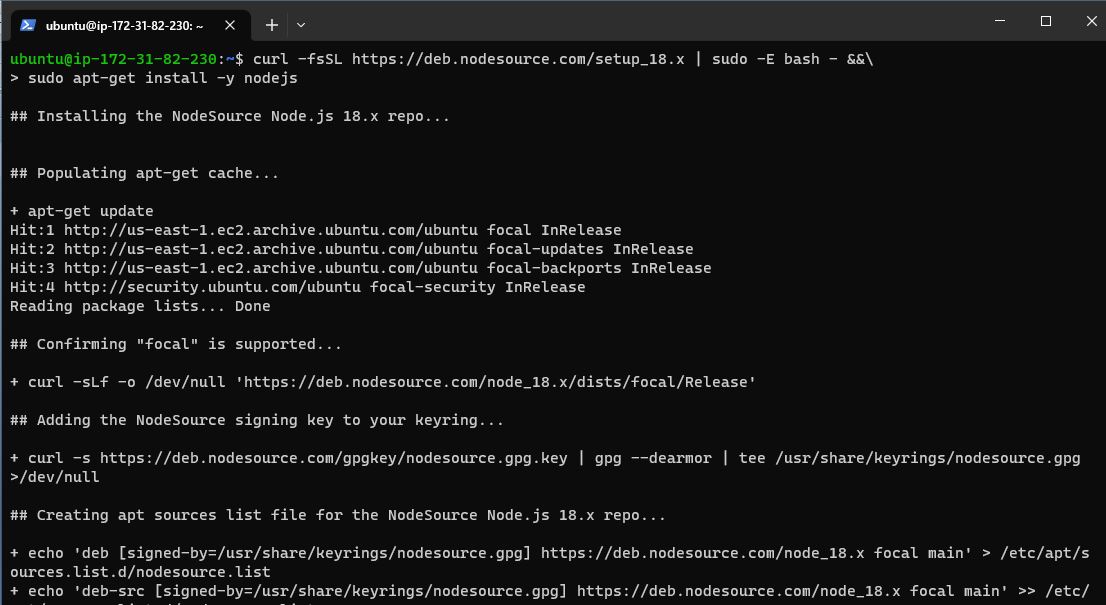 ubuntu@ip-172-31-82-230: ~
ubuntu@ip-172-31-82-230:~$ curl -fsSL https://deb.nodesource.com/setup_18.x | sudo -E bash - &&\
> sudo apt-get install -y nodejs
## Installing the NodeSource Node.js 18.x repo...
## Populating apt-get cache...
+ apt-get update
Hit:1 http://us-east-1.ec2.archive.ubuntu.com/ubuntu focal InRelease
Hit:2 http://us-east-1.ec2.archive.ubuntu.com/ubuntu focal-updates InRelease
Hit:3 http://us-east-1.ec2.archive.ubuntu.com/ubuntu focal-backports InRelease
Hit:4 http://security.ubuntu.com/ubuntu focal-security InRelease
Reading package lists... Done
## Confirming "focal" is supported...
+ curl -sLf -o /dev/null 'https://deb.nodesource.com/node_18.x/dists/focal/Release'
## Adding the NodeSource signing key to your keyring...
+ curl -s https://deb.nodesource.com/gpgkey/nodesource.gpg.key | gpg --dearmor | tee /usr/share/keyrings/nodesource.gpg
>/dev/null
## Creating apt sources list file for the NodeSource Node.js 18.x repo...
+ echo 'deb [signed-by=/usr/share/keyrings/nodesource.gpg] https://deb.nodesource.com/node_18.x focal main' > /etc/apt/s
ources.list.d/nodesource.list
+ echo 'deb-src [signed-by=/usr/share/keyrings/nodesource.gpg] https://deb.nodesource.com/node_18.x focal main' >> /etc/